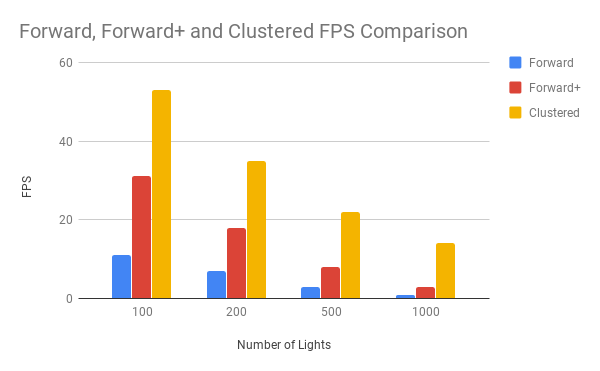 Forward, Forward+ and Clustered FPS Comparison
Forward
Forward+
Clustered
FPS
60
40
20
0
100 200 500 1000
Number of Lights